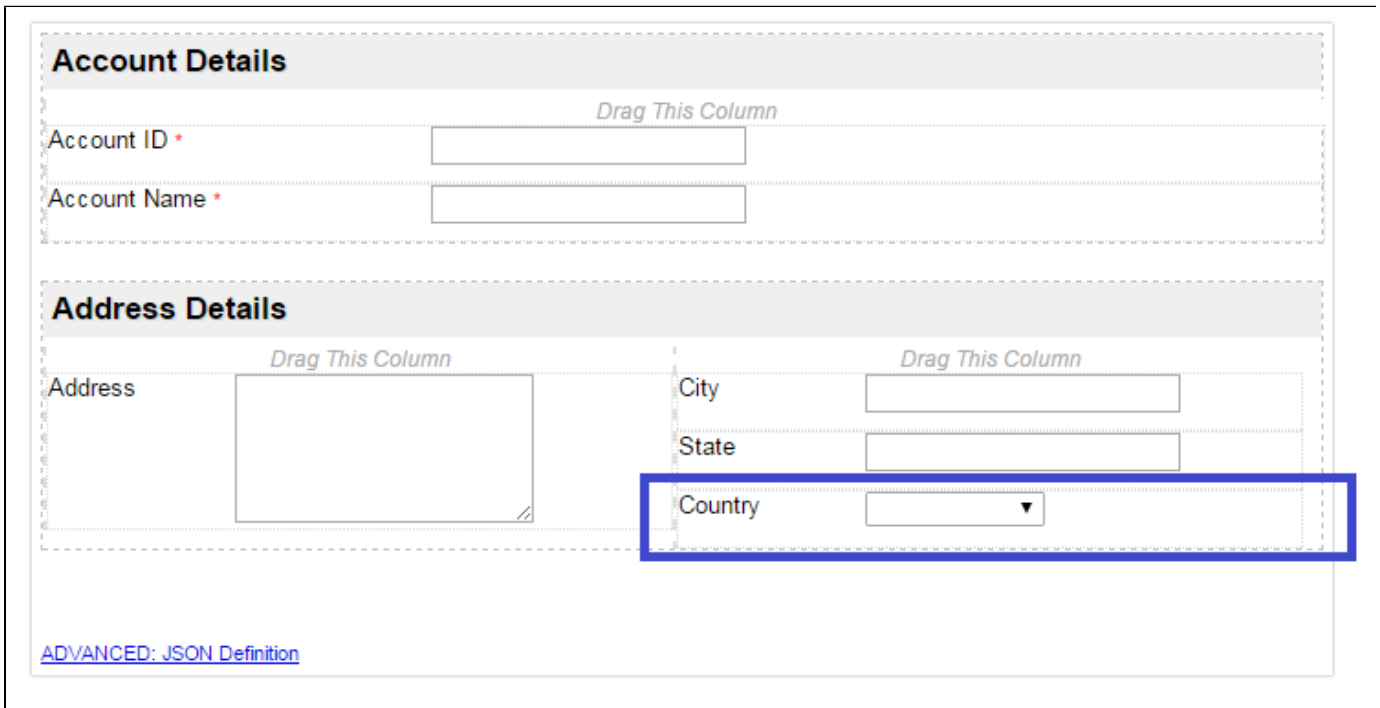 Account Details
Drag This Column
Account ID *
Account Name *
Address Details
Drag This Column
Drag This Column
Address
City
State
Country
ADVANCED: JSON Definition